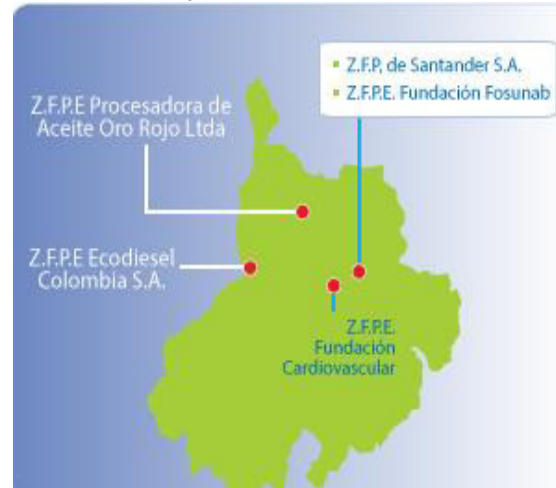 Z.F.P, de Santander S.A.
Z.F.P.E. Fundación Fosunab
Z.F.P.E Procesadora de
Aceite Oro Rojo Ltda
Z.F.P.E Ecodiesel
Colombia S.A.
Z.F.P.E.
Fundación
Cardiovascular